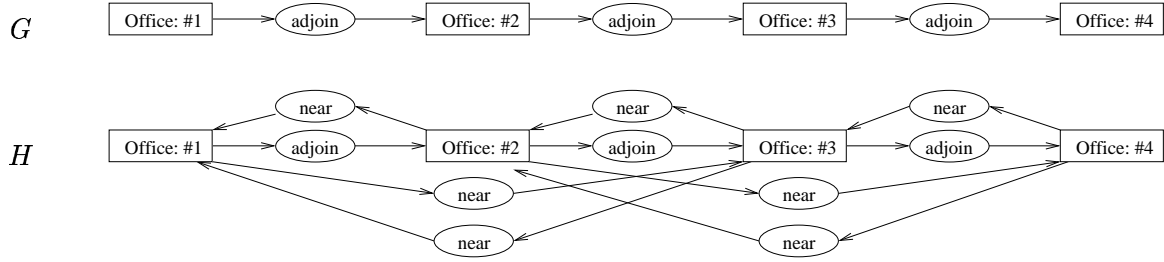 G Office: #1 adjoin Office: #2 adjoin Office: #3 adjoin Office: #4
near near near
H Office: #1 adjoin Office: #2 adjoin Office: #3 adjoin Office: #4
near near
near near